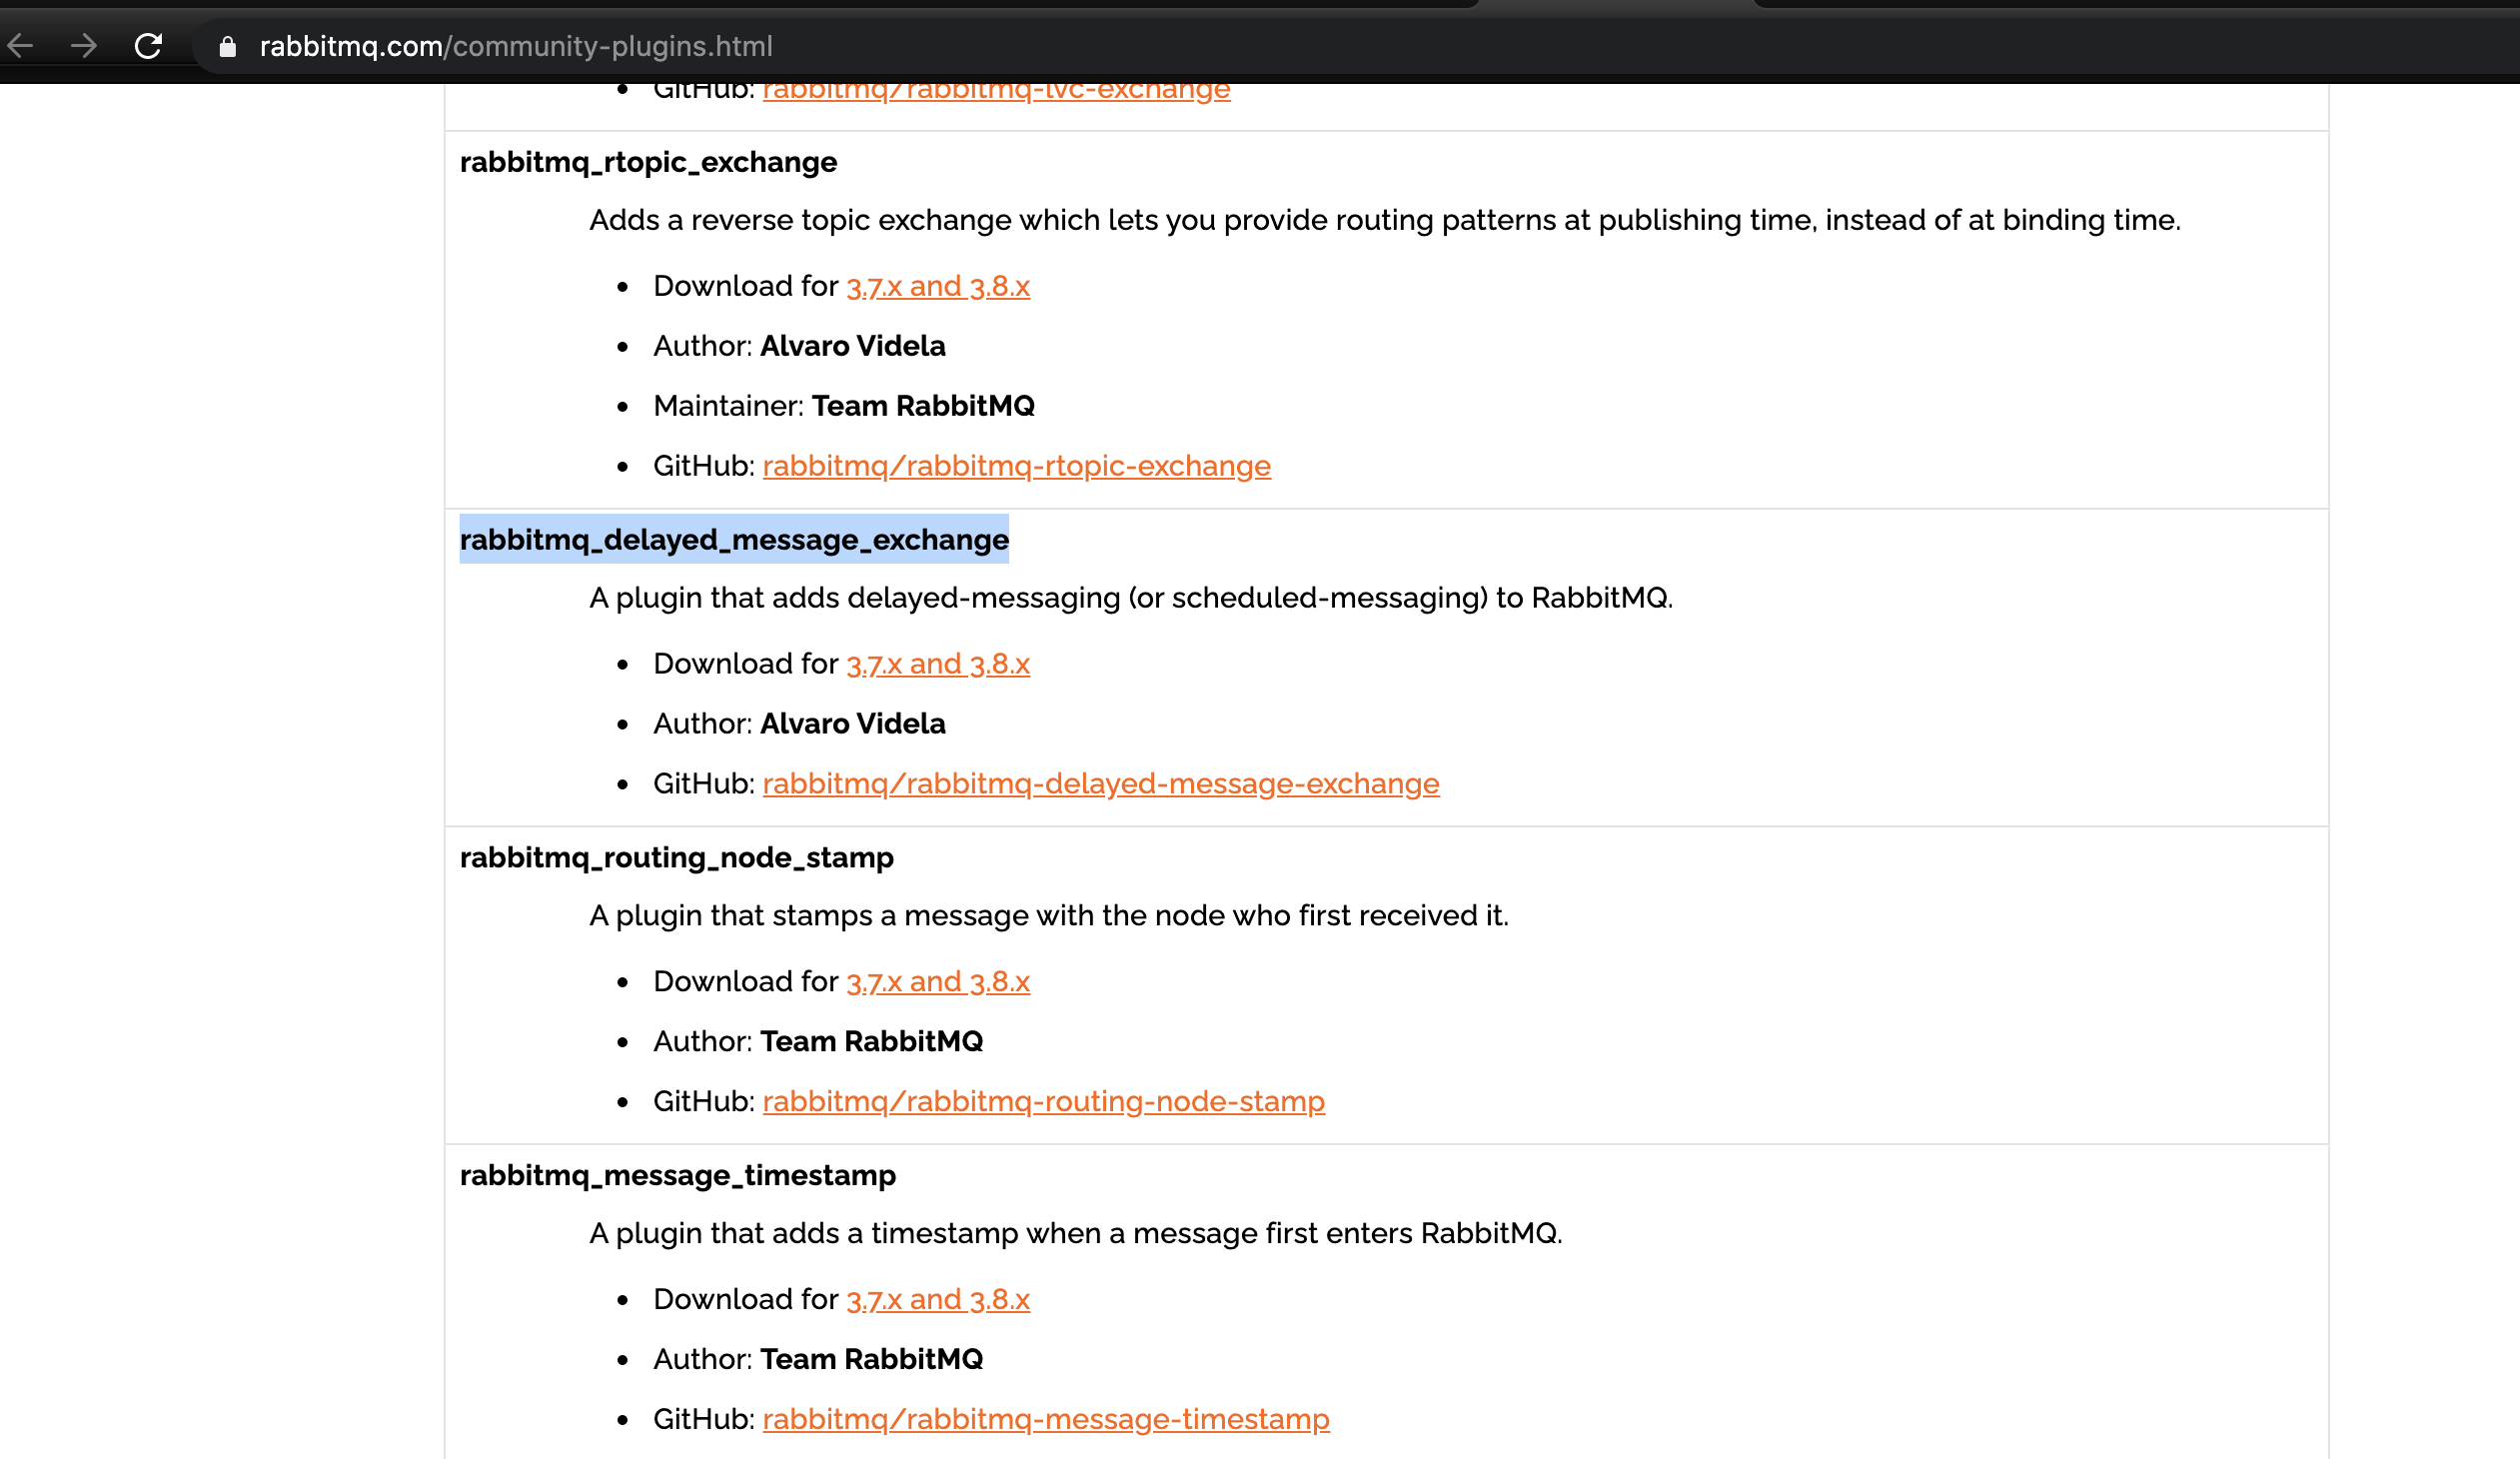 rabbitmq.com/community-plugins.html
GitHub: rabbitmq/rabbitmq-lvc-exchange
rabbitmq_rtopic_exchange
Adds a reverse topic exchange which lets you provide routing patterns at publishing time, instead of at binding time.
Download for 3.7.x and 3.8.x
Author: Alvaro Videla
Maintainer: Team RabbitMQ
GitHub: rabbitmq/rabbitmq-rtopic-exchange
rabbitmq_delayed_message_exchange
A plugin that adds delayed-messaging (or scheduled-messaging) to RabbitMQ.
Download for 3.7.x and 3.8.x
Author: Alvaro Videla
GitHub: rabbitmq/rabbitmq-delayed-message-exchange
rabbitmq_routing_node_stamp
A plugin that stamps a message with the node who first received it.
Download for 3.7.x and 3.8.x
Author: Team RabbitMQ
GitHub: rabbitmq/rabbitmq-routing-node-stamp
rabbitmq_message_timestamp
A plugin that adds a timestamp when a message first enters RabbitMQ.
Download for 3.7.x and 3.8.x
Author: Team RabbitMQ
GitHub: rabbitmq/rabbitmq-message-timestamp